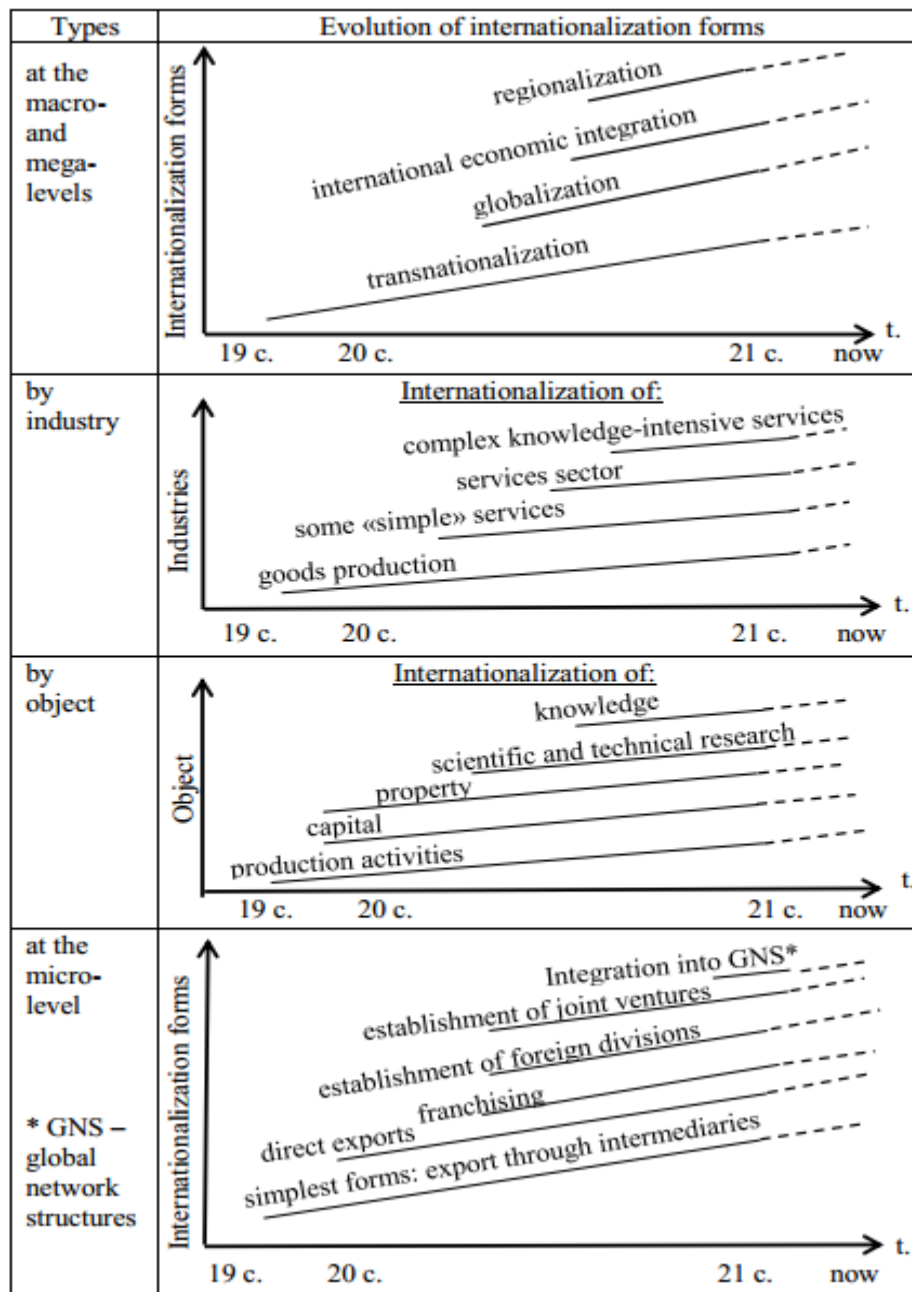 Types
Evolution of internationalization forms
at the
macro-
and
mega-
levels
Internationalization forms
regionalization
international economic integration
globalization
transnationalization
t.
19 c. 20 c. 21 c. now
by
industry
Internationalization of:
Industries
complex knowledge-intensive services
services sector
some «simple» services
goods production
t.
19 c. 20 c. 21 c. now
by
object
Internationalization of:
Object
knowledge
scientific and technical research
property
capital
production activities
t.
19 c. 20 c. 21 c. now
at the
micro-
level
* GNS –
global
network
structures
Internationalization forms
Integration into GNS*
establishment of joint ventures
establishment of foreign divisions
franchising
direct exports
simplest forms: export through intermediaries
t.
19 c. 20 c. 21 c. now